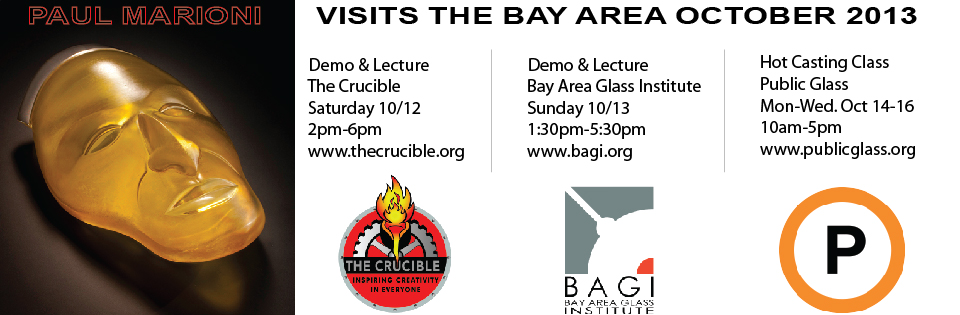 PAUL MARIONI
VISITS THE BAY AREA OCTOBER 2013
Demo & Lecture
The Crucible
Saturday 10/12
2pm-6pm
www.thecrucible.org
Demo & Lecture
Bay Area Glass Institute
Sunday 10/13
1:30pm-5:30pm
www.bagi.org
Hot Casting Class
Public Glass
Mon-Wed. Oct 14-16
10am-5pm
www.publicglass.org
THE CRUCIBLE
INSPIRING CREATIVITY
IN EVERYONE
BAGI
BAY AREA GLASS
INSTITUTE
P